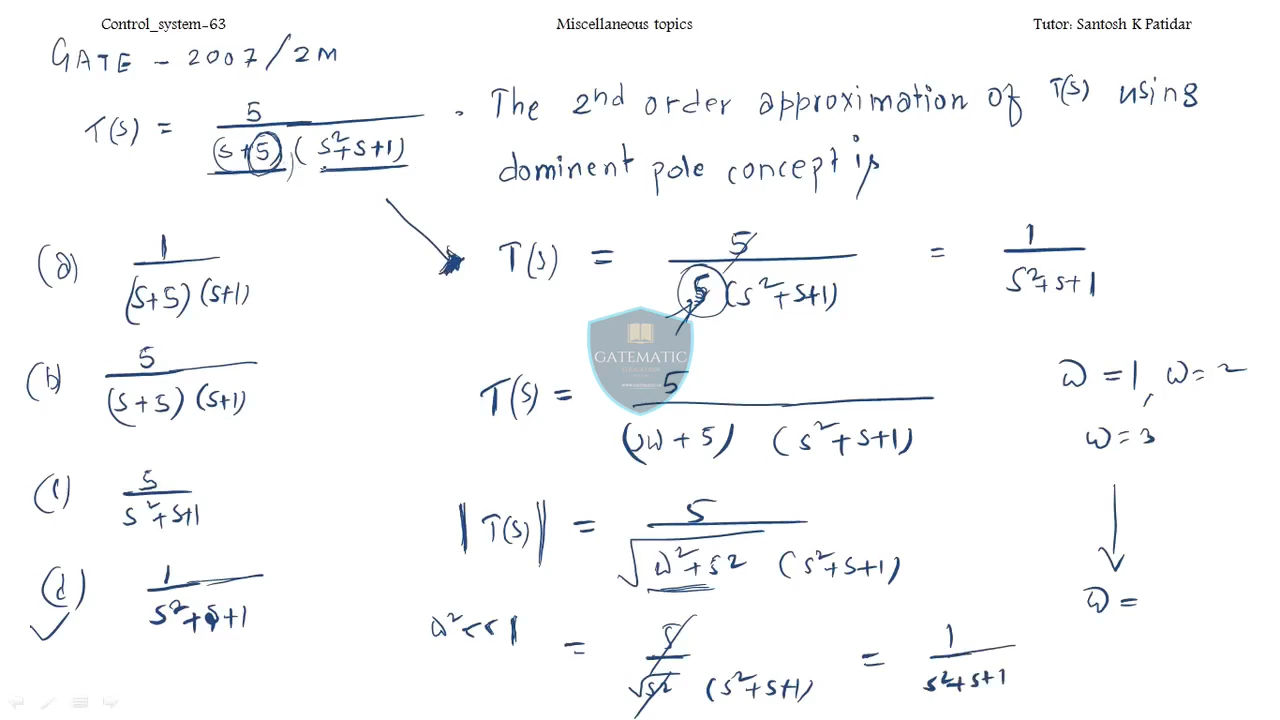 Control_system-63 Miscellaneous topics Tutor: Santosh K Patidar
GATE - 2007/2M
T(s) = 5 / (s+5)(s²+s+1) . The 2nd order approximation of T(s) using
dominent pole concept is
(a) 1 / (s+5)(s+1)
T(s) = 5 / 5(s²+s+1) = 1 / s²+s+1
(b) 5 / (s+5)(s+1)
T(s) = 5 / (jω+5) (s²+s+1)
ω=1, ω=2
ω=3
(c) 5 / s²+s+1
|T(s)| = 5 / √ω²+5² (s²+s+1)
ω =
(d) 1 / s²+s+1
ω²<<1 = 5 / √5² (s²+s+1) = 1 / s²+s+1
GATEMATIC
EDUCATION